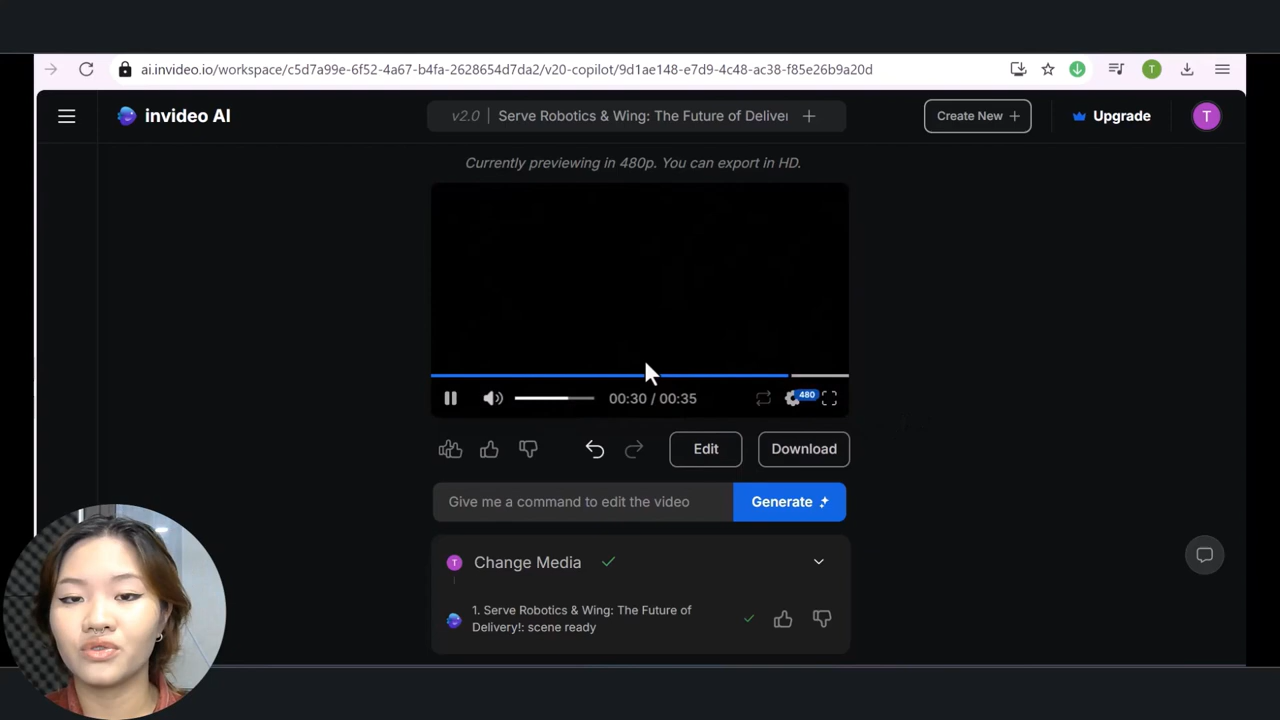 ai.invideo.io/workspace/c5d7a99e-6f52-4a67-b4fa-2628654d7da2/v20-copilot/9d1ae148-e7d9-4c48-ac38-f85e26b9a20d
T
invideo AI
v2.0 | Serve Robotics & Wing: The Future of Deliver
Create New +
Upgrade
T
Currently previewing in 480p. You can export in HD.
00:30 / 00:35
480
Edit
Download
Give me a command to edit the video
Generate
T
Change Media
1. Serve Robotics & Wing: The Future of
Delivery!: scene ready